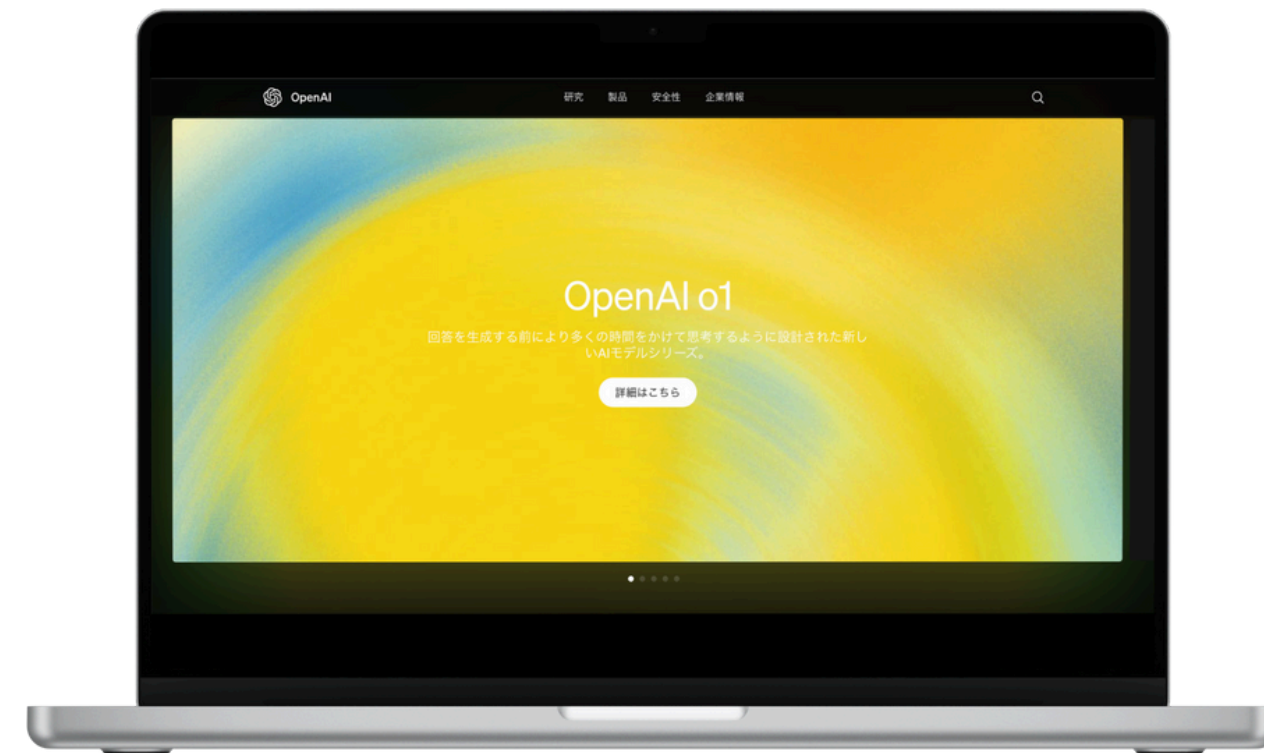 OpenAI
研究 製品 安全性 企業情報
OpenAI o1
回答を生成する前により多くの時間をかけて思考するように設計された新し
いAIモデルシリーズ。
詳細はこちら